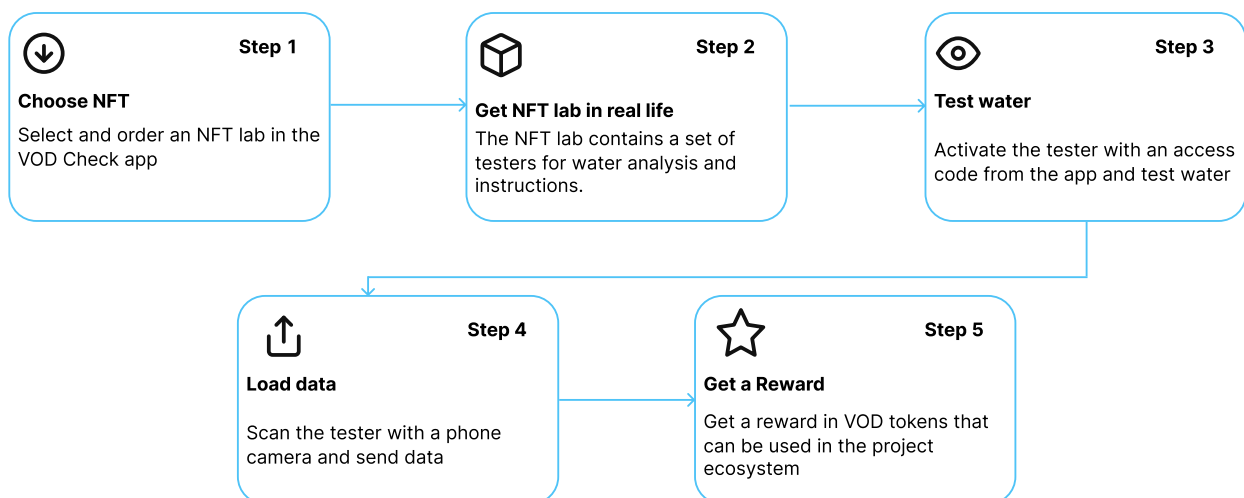 Step 1
Choose NFT
Select and order an NFT lab in the
VOD Check app
Step 2
Get NFT lab in real life
The NFT lab contains a set of
testers for water analysis and
instructions.
Step 3
Test water
Activate the tester with an access
code from the app and test water
Step 4
Load data
Scan the tester with a phone
camera and send data
Step 5
Get a Reward
Get a reward in VOD tokens that
can be used in the project
ecosystem